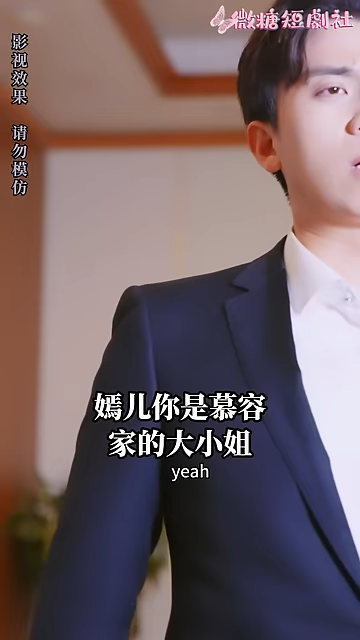 微糖短劇社
影视效果 请勿模仿
嫣儿你是慕容
家的大小姐
yeah